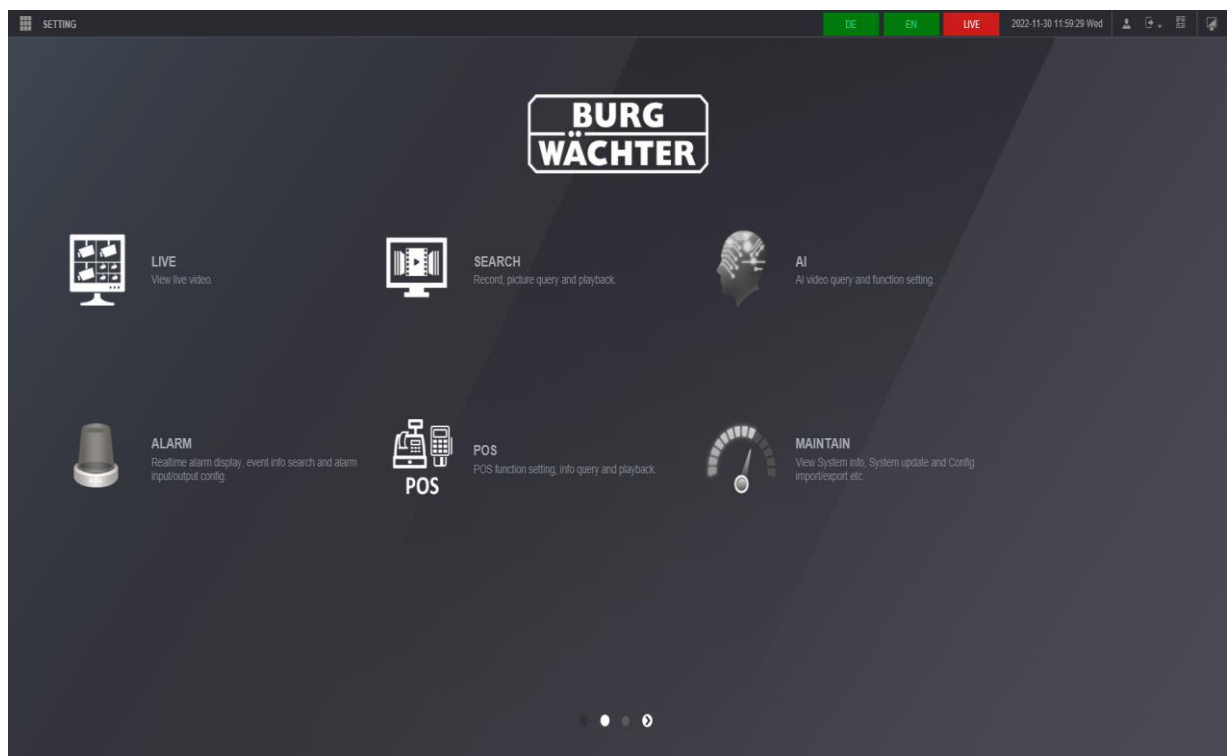 SETTING
DE
EN
LIVE
2022-11-30 11:59:29 Wed
BURG
WÄCHTER
LIVE
View live video.
SEARCH
Record, picture query and playback.
AI
AI video query and function setting.
ALARM
Realtime alarm display, event info search and alarm
input/output config.
POS
POS
POS function setting, info query and playback.
MAINTAIN
View System info, System update and Config
import/export etc.